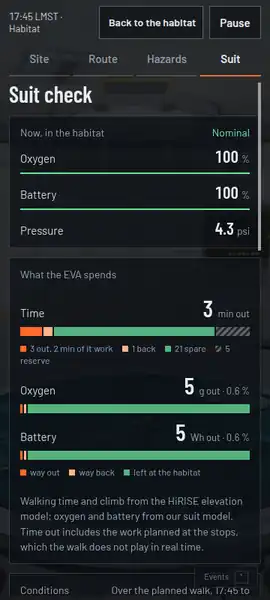 17:45 LMST ·
Habitat
Back to the habitat
Pause
Site
Route
Hazards
Suit
Suit check
Now, in the habitat
Nominal
Oxygen
100 %
Battery
100 %
Pressure
4.3 psi
What the EVA spends
Time
3 min out
3 out, 2 min of it work
1 back
21 spare
5
reserve
Oxygen
5 g out · 0.6 %
Battery
5 Wh out · 0.6 %
way out
way back
left at the habitat
Walking time and climb from the HiRISE elevation
model; oxygen and battery from our suit model.
Time out includes the work planned at the stops,
which the walk does not play in real time.
Events
Conditions
Over the planned walk, 17:45 to